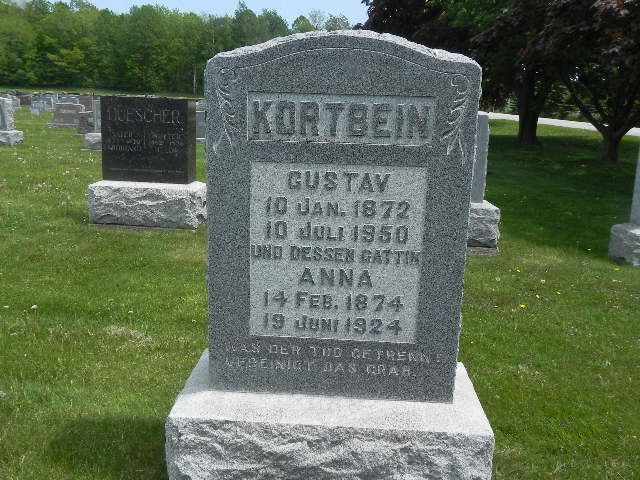 KORTBEIN
GUSTAV
10 JAN. 1872
10 JULI 1950
UND DESSEN GATTIN
ANNA
14 FEB. 1874
19 JUNI 1924
WAS DER TOD GETRENNT
VEREINIGT DAS GRAB.
DUESCHER